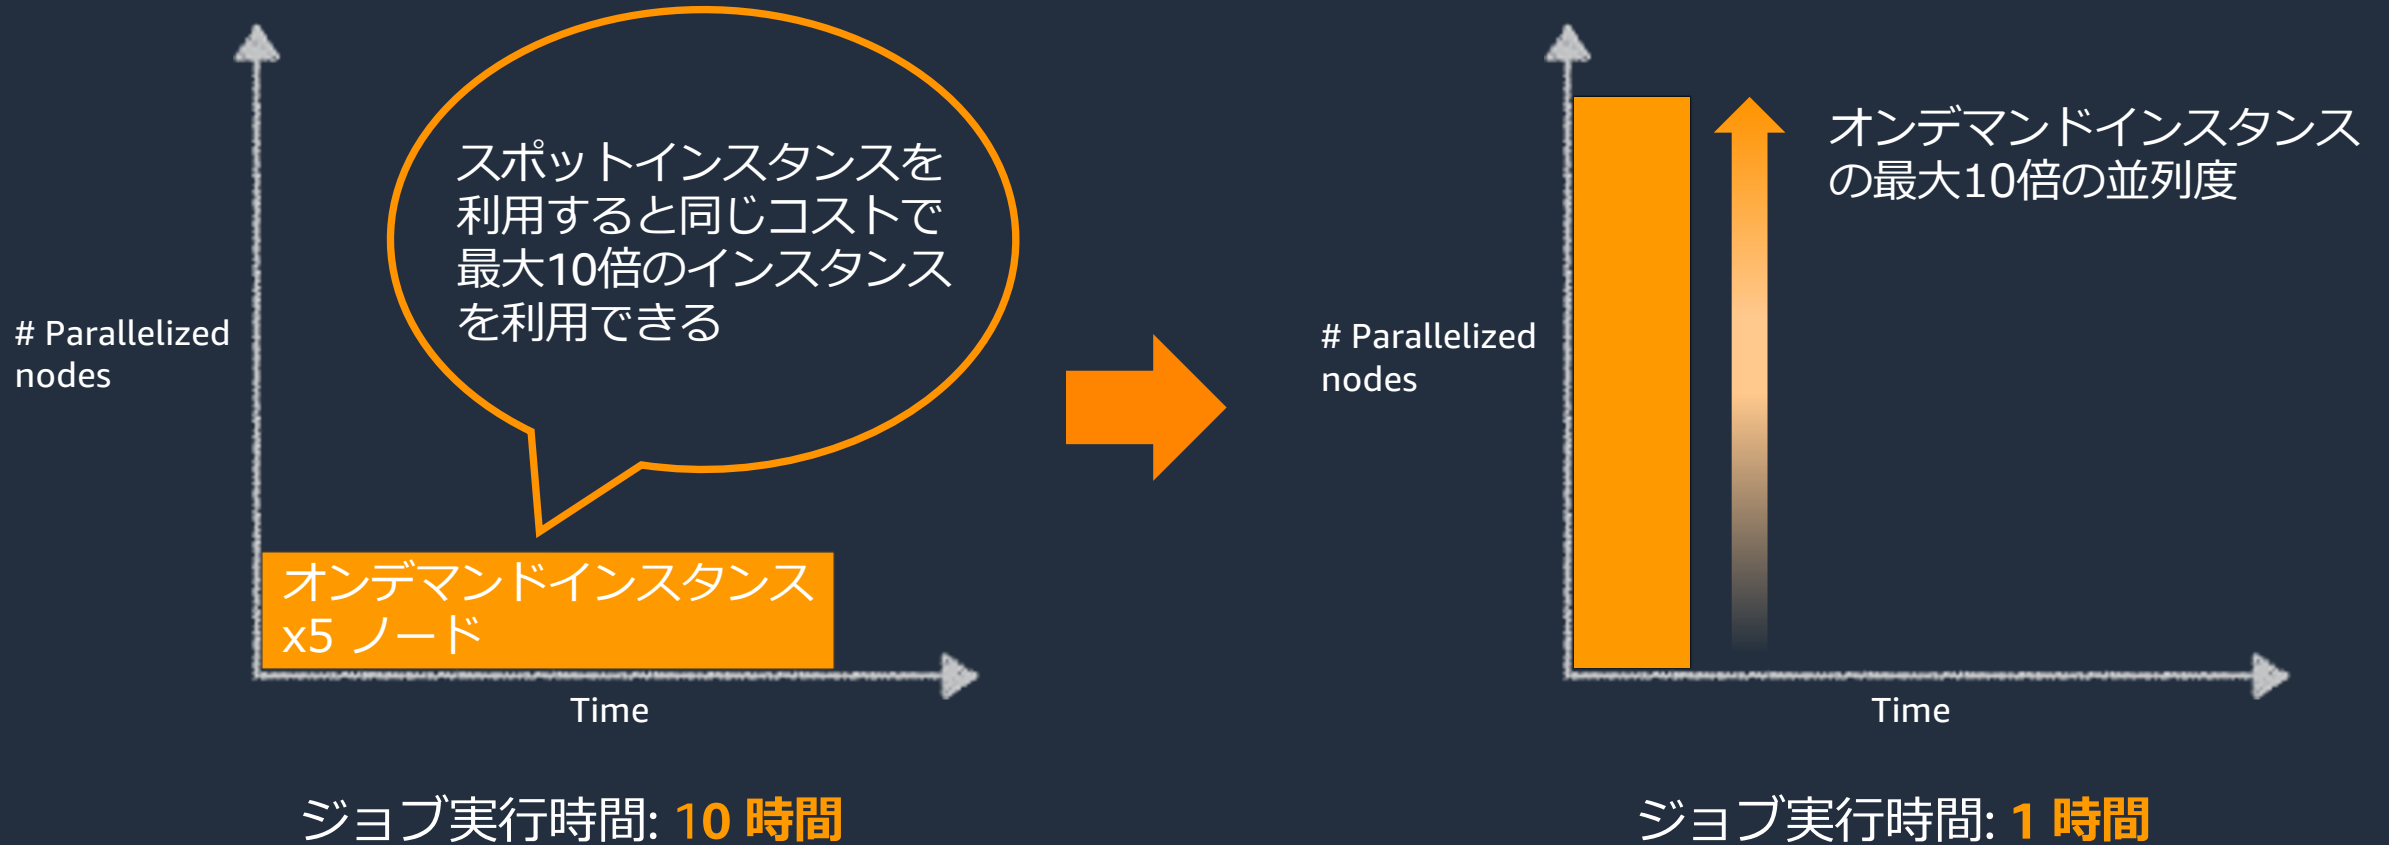 スポットインスタンスを
利用すると同じコストで
最大10倍のインスタンス
を利用できる
# Parallelized
nodes
オンデマンドインスタンス
x5 ノード
Time
ジョブ実行時間: 10 時間
オンデマンドインスタンス
の最大10倍の並列度
# Parallelized
nodes
Time
ジョブ実行時間: 1 時間